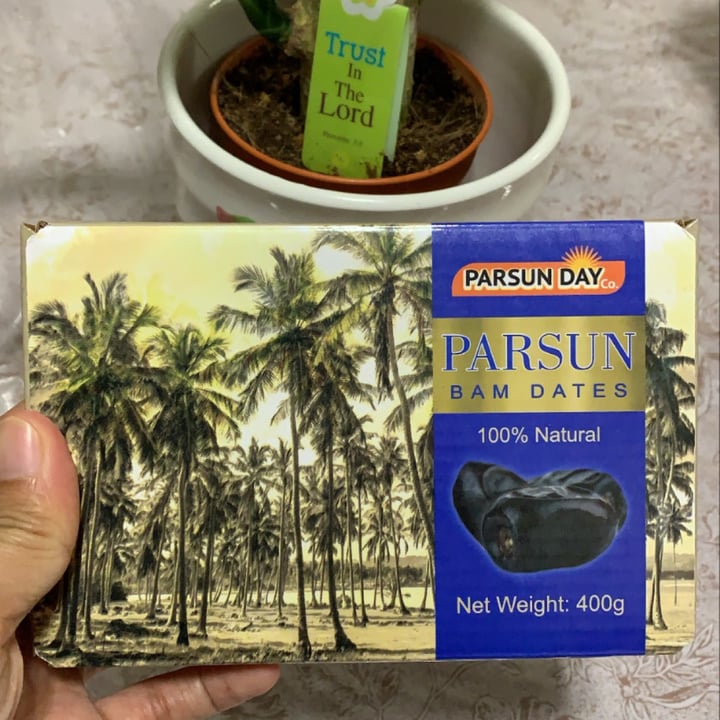 Trust
In
The
Lord
PARSUN DAY Co.
PARSUN
BAM DATES
100% Natural
Net Weight: 400g